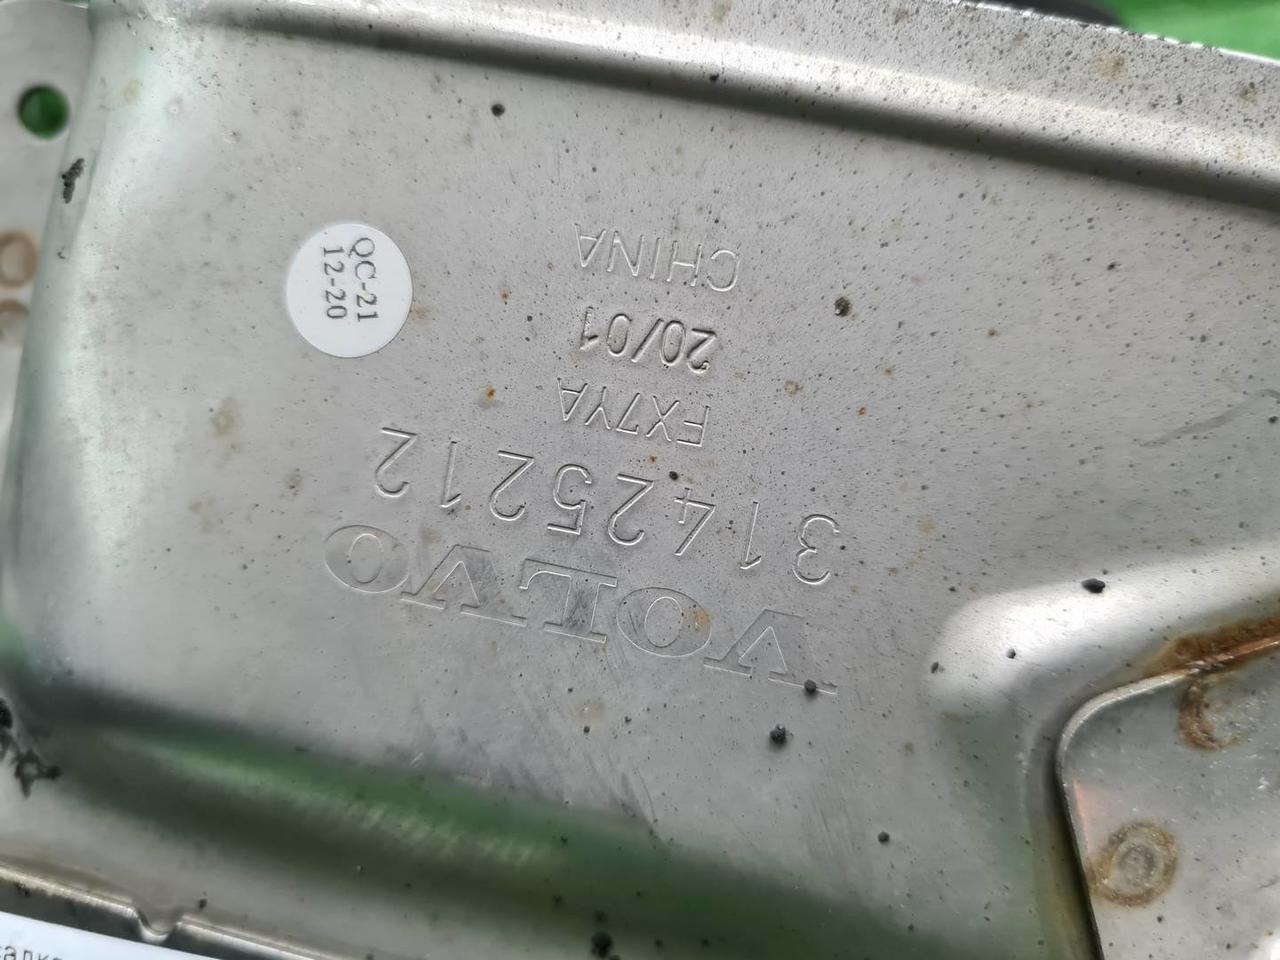 VOLVO
31425212
FX7YA
20/01
CHINA
QC-21
12-20